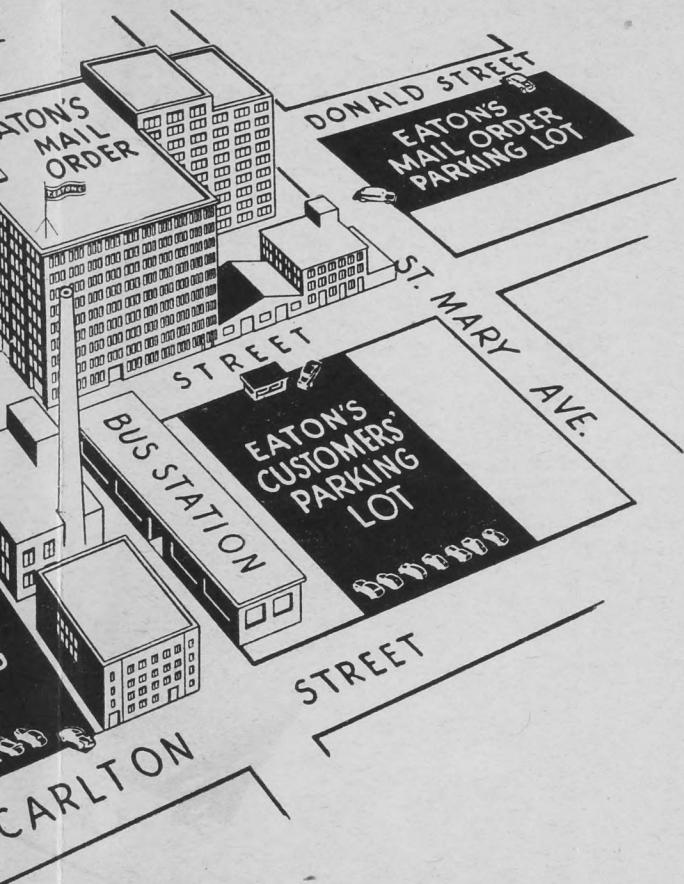 DONALD STREET
EATON'S
MAIL ORDER
PARKING LOT
ATON'S
MAIL
ORDER
ST. MARY AVE.
STREET
BUS STATION
EATON'S
CUSTOMERS'
PARKING
LOT
CARLTON STREET